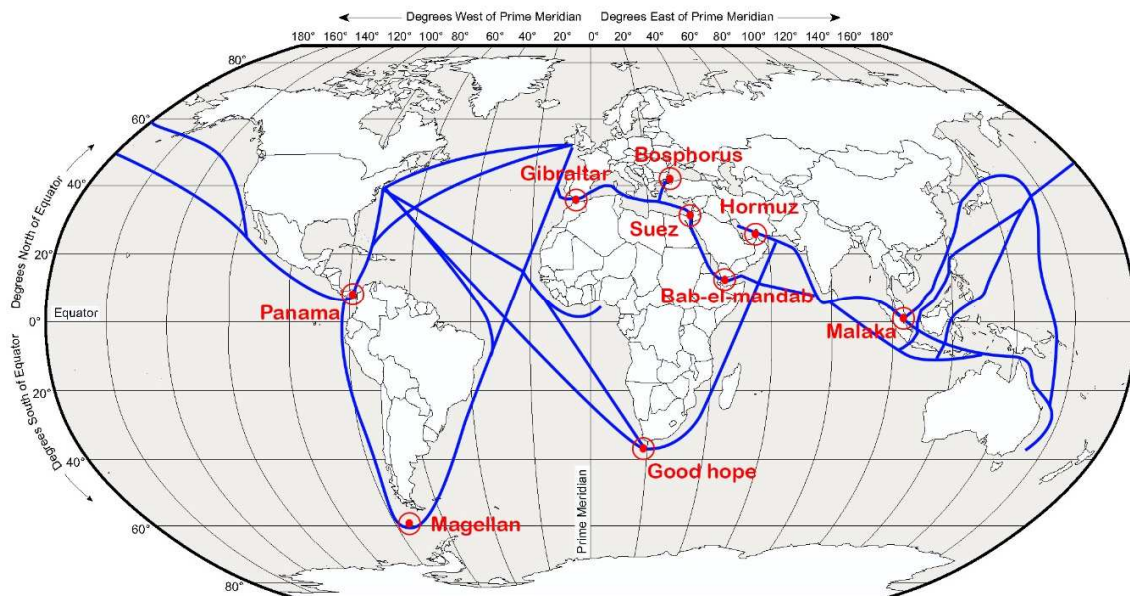 Degrees West of Prime Meridian Degrees East of Prime Meridian
180° 160° 140° 120° 100° 80° 60° 40° 20° 0° 20° 40° 60° 80° 100° 120° 140° 160° 180°
80°
60°
40°
20°
0°
20°
40°
60°
80°
Degrees North of Equator
Degrees South of Equator
Equator
Prime Meridian
Bosphorus
Gibraltar
Hormuz
Suez
Bab-el-mandab
Panama
Malaka
Good hope
Magellan